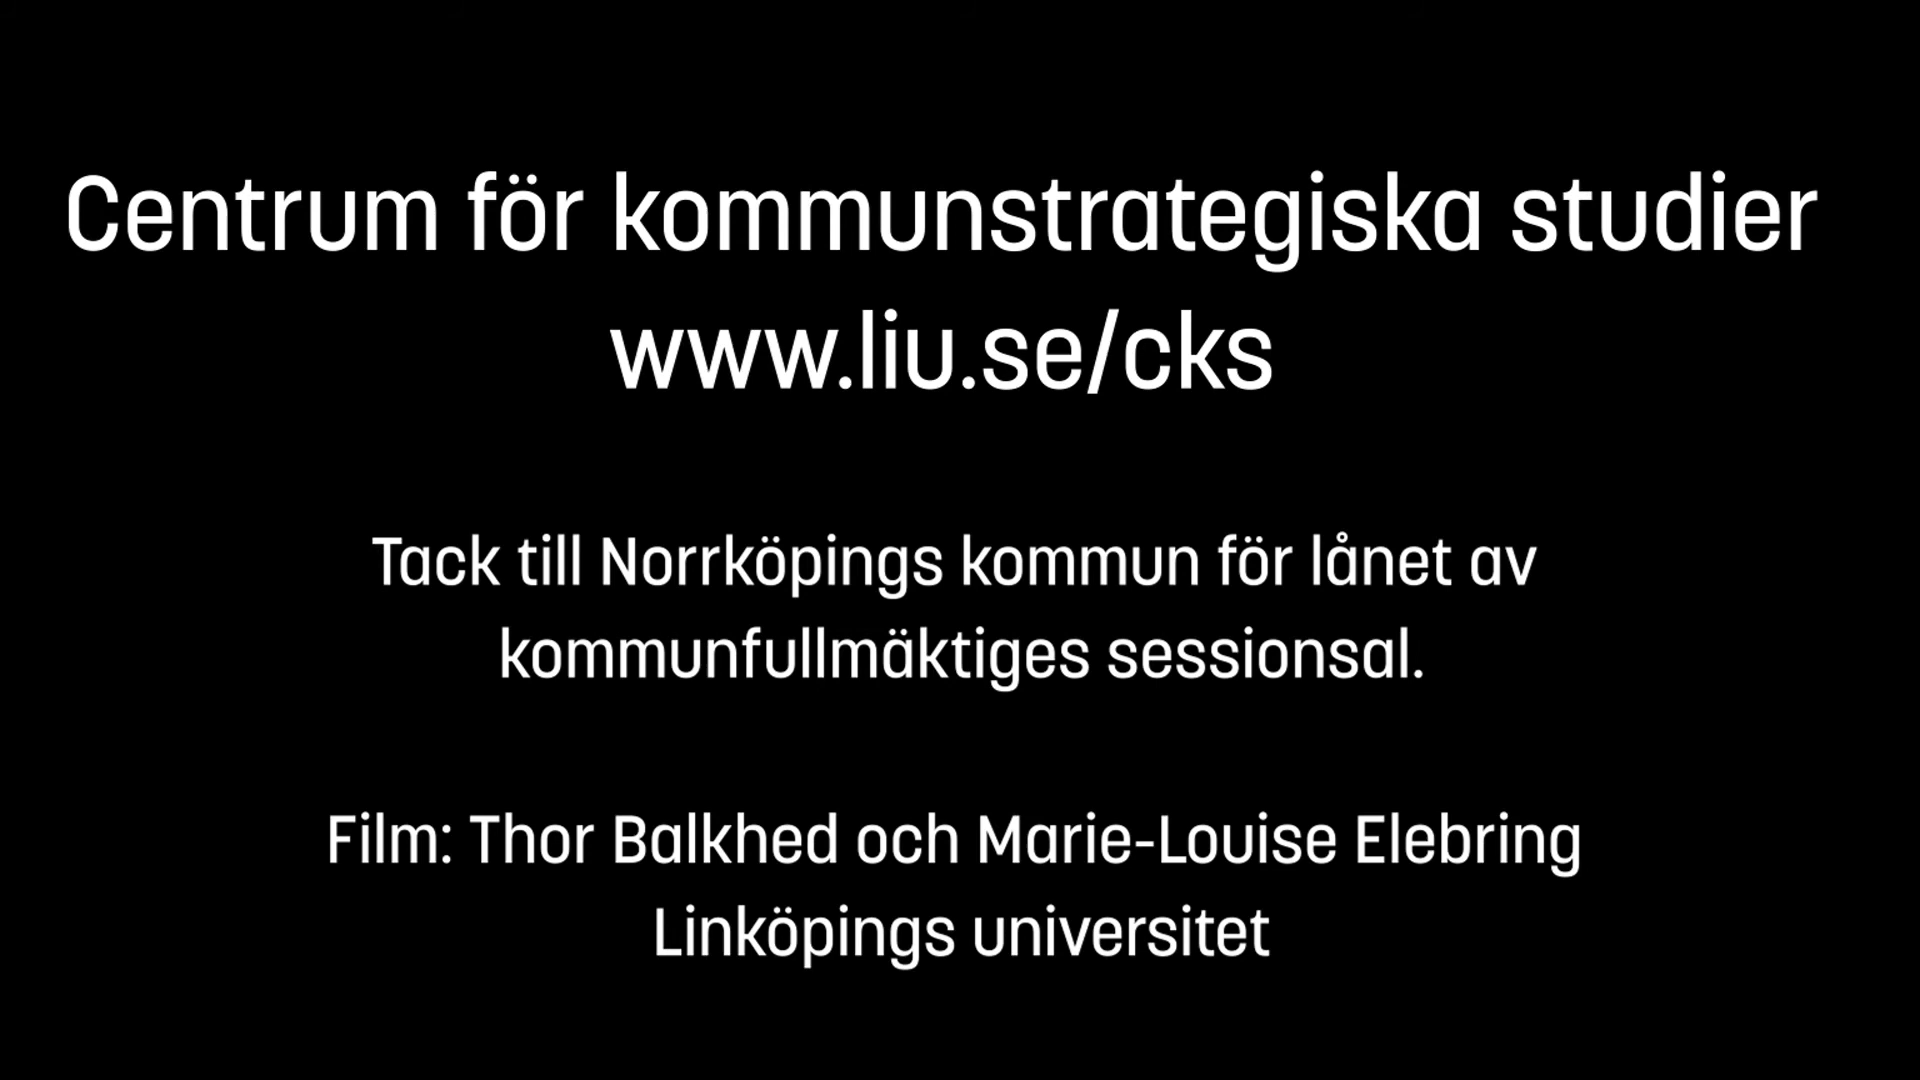 Centrum för kommunstrategiska studier
www.liu.se/cks
Tack till Norrköpings kommun för lånet av
kommunfullmäktiges sessionsal.
Film: Thor Balkhed och Marie-Louise Elebring
Linköpings universitet